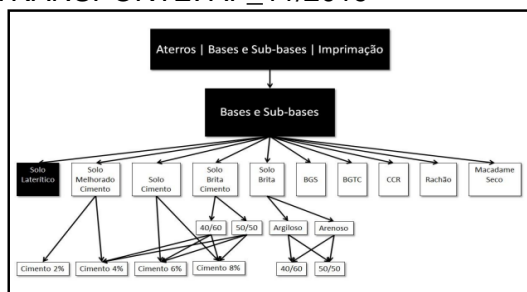 Aterros | Bases e Sub-bases | Imprimação
Bases e Sub-bases
Solo
Laterítico
Solo
Melhorado
Cimento
Solo
Cimento
Solo
Brita
Cimento
Solo
Brita
BGS
BGTC
CCR
Rachão
Macadame
Seco
40/60
50/50
Argiloso
Arenoso
Cimento 2%
Cimento 4%
Cimento 6%
Cimento 8%
40/60
50/50